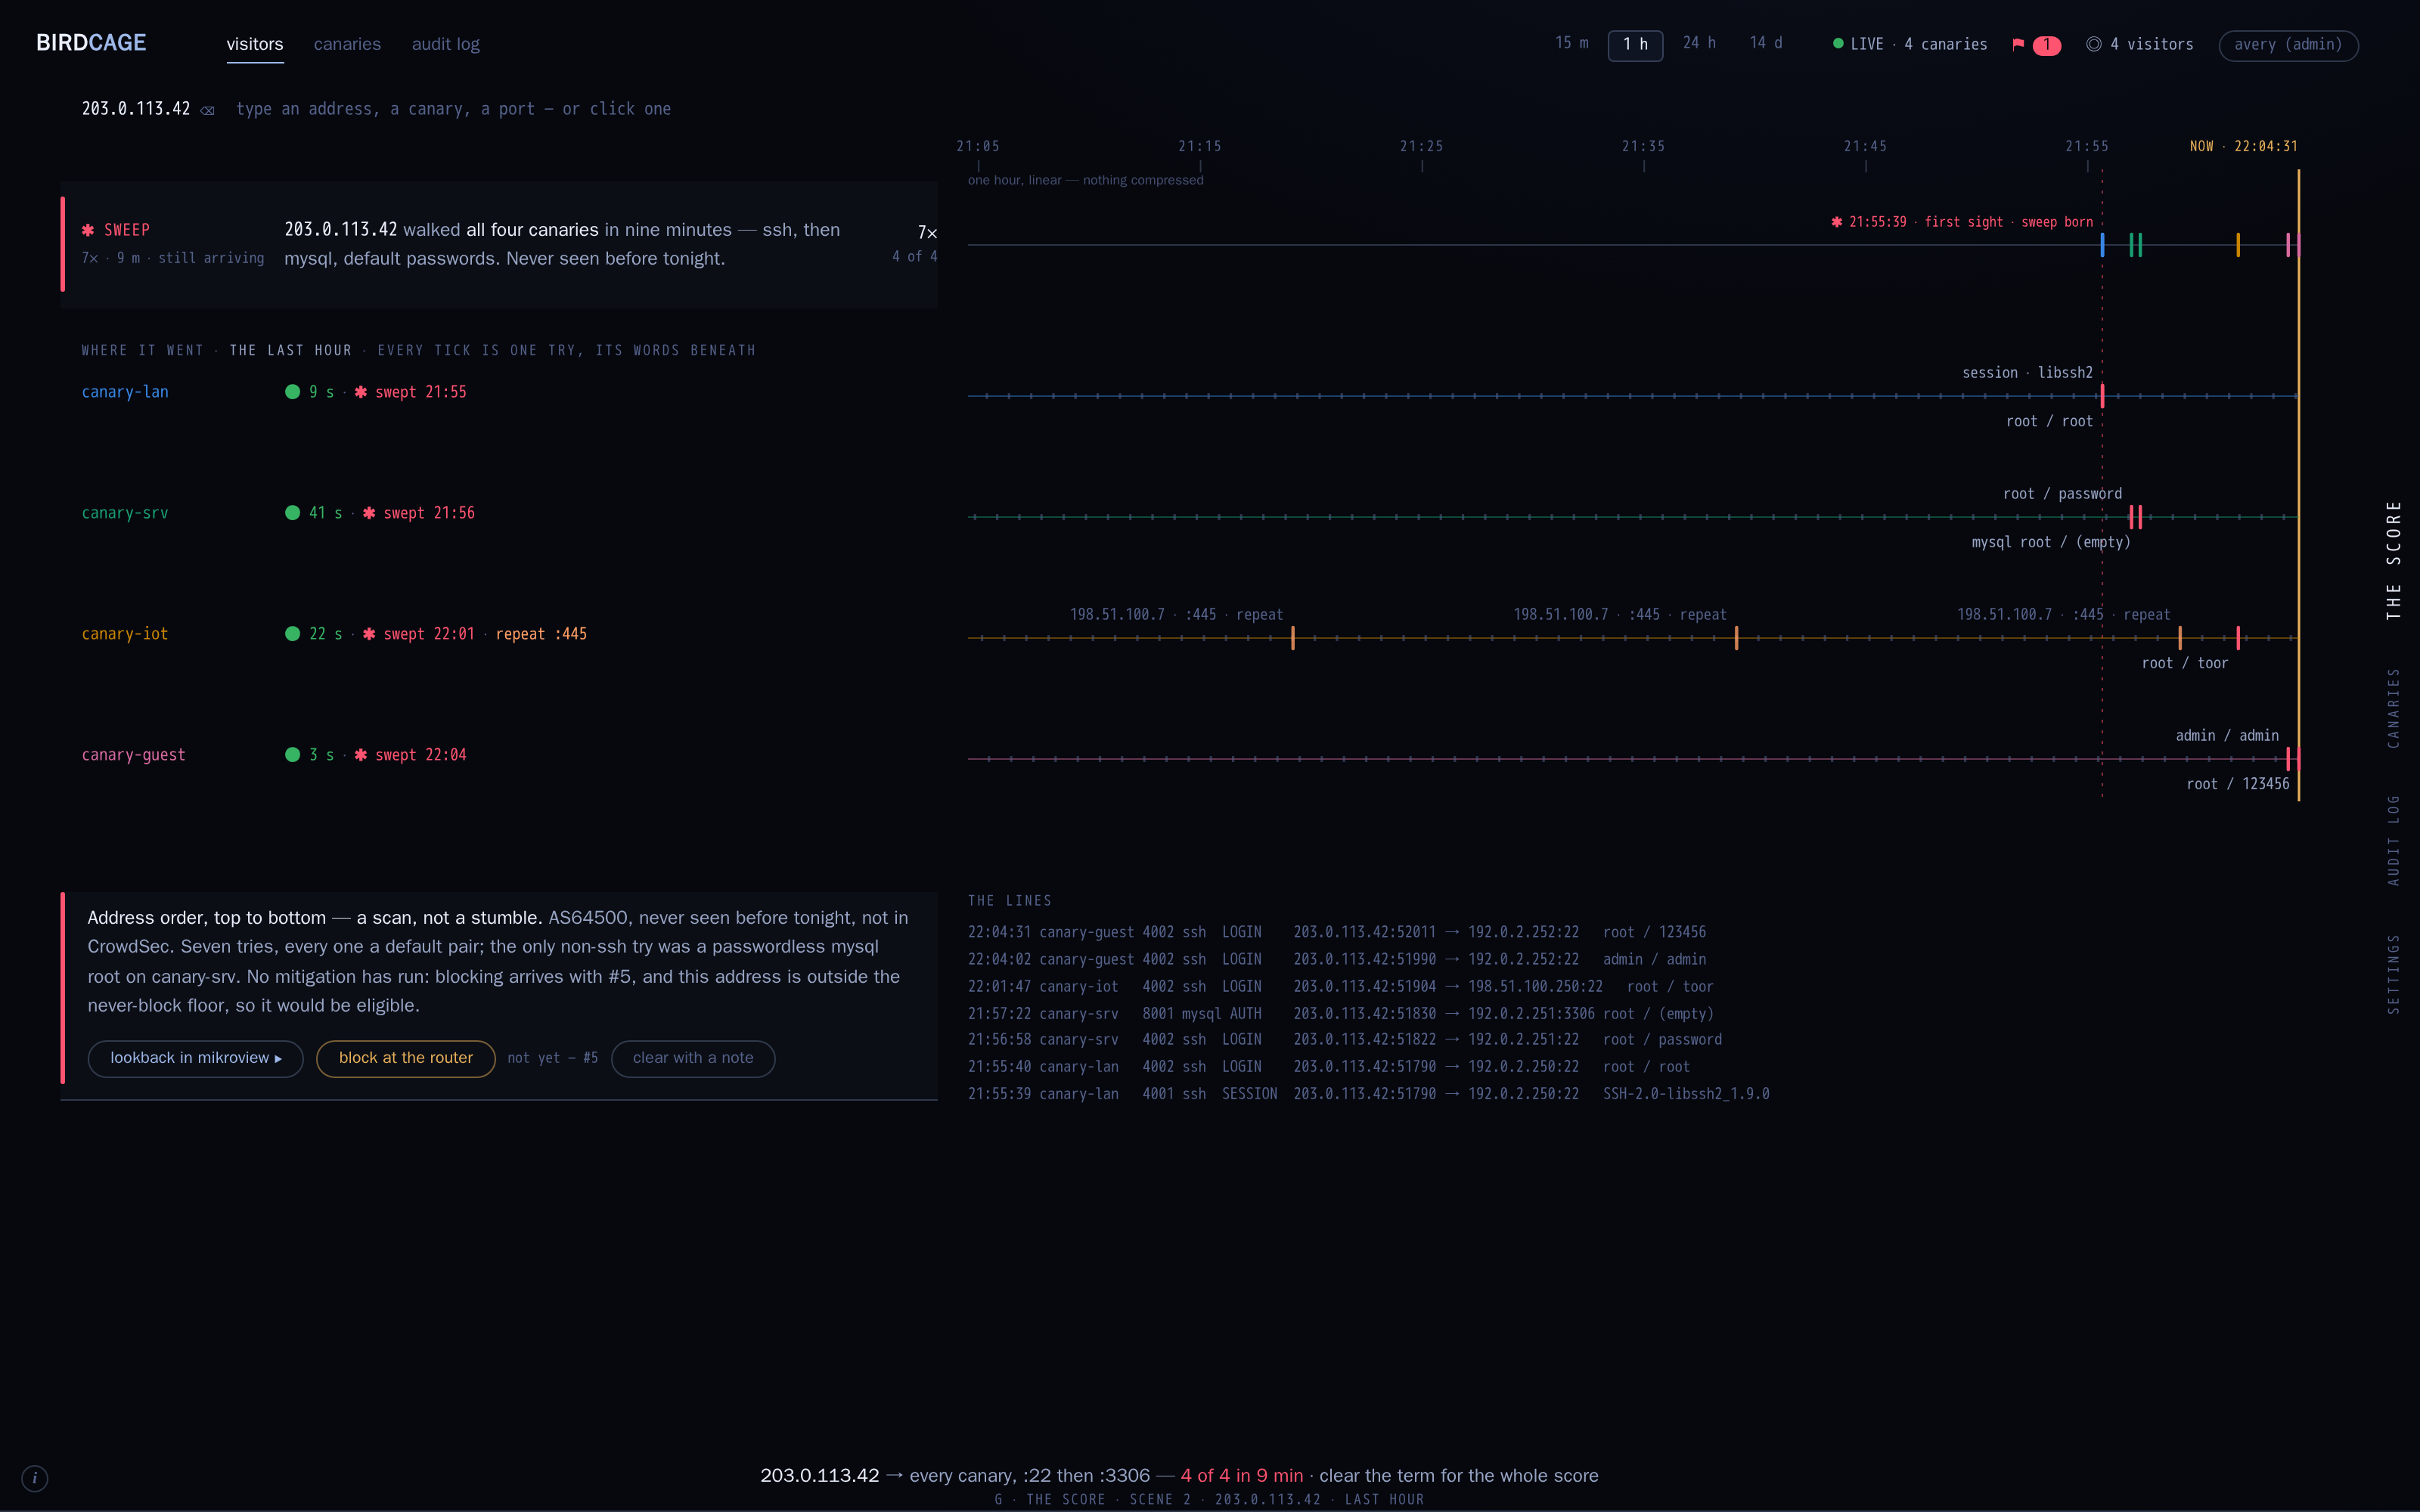 BIRDCAGE visitors canaries audit log 15 m 1 h 24 h 14 d LIVE · 4 canaries 1 ◎ 4 visitors avery (admin)
203.0.113.42 ⌫ type an address, a canary, a port – or click one
21:05 21:15 21:25 21:35 21:45 21:55 NOW · 22:04:31
one hour, linear — nothing compressed
✱ 21:55:39 · first sight · sweep born
✱ SWEEP
7× · 9 m · still arriving
203.0.113.42 walked all four canaries in nine minutes — ssh, then
mysql, default passwords. Never seen before tonight.
7×
4 of 4
WHERE IT WENT · THE LAST HOUR · EVERY TICK IS ONE TRY, ITS WORDS BENEATH
canary-lan 9 s · ✱ swept 21:55
session · libssh2
root / root
canary-srv 41 s · ✱ swept 21:56
root / password
mysql root / (empty)
canary-iot 22 s · ✱ swept 22:01 · repeat :445
198.51.100.7 · :445 · repeat 198.51.100.7 · :445 · repeat 198.51.100.7 · :445 · repeat
root / toor
canary-guest 3 s · ✱ swept 22:04
admin / admin
root / 123456
THE SCORE
CANARIES
AUDIT LOG
SETTINGS
Address order, top to bottom — a scan, not a stumble. AS64500, never seen before tonight, not in
CrowdSec. Seven tries, every one a default pair; the only non-ssh try was a passwordless mysql
root on canary-srv. No mitigation has run: blocking arrives with #5, and this address is outside the
never-block floor, so it would be eligible.
lookback in mikroview ▸ block at the router not yet – #5 clear with a note
THE LINES
22:04:31 canary-guest 4002 ssh LOGIN 203.0.113.42:52011 → 192.0.2.252:22 root / 123456
22:04:02 canary-guest 4002 ssh LOGIN 203.0.113.42:51990 → 192.0.2.252:22 admin / admin
22:01:47 canary-iot 4002 ssh LOGIN 203.0.113.42:51904 → 198.51.100.250:22 root / toor
21:57:22 canary-srv 8001 mysql AUTH 203.0.113.42:51830 → 192.0.2.251:3306 root / (empty)
21:56:58 canary-srv 4002 ssh LOGIN 203.0.113.42:51822 → 192.0.2.251:22 root / password
21:55:40 canary-lan 4002 ssh LOGIN 203.0.113.42:51790 → 192.0.2.250:22 root / root
21:55:39 canary-lan 4001 ssh SESSION 203.0.113.42:51790 → 192.0.2.250:22 SSH-2.0-libssh2_1.9.0
i
203.0.113.42 → every canary, :22 then :3306 — 4 of 4 in 9 min · clear the term for the whole score
G · THE SCORE · SCENE 2 · 203.0.113.42 · LAST HOUR